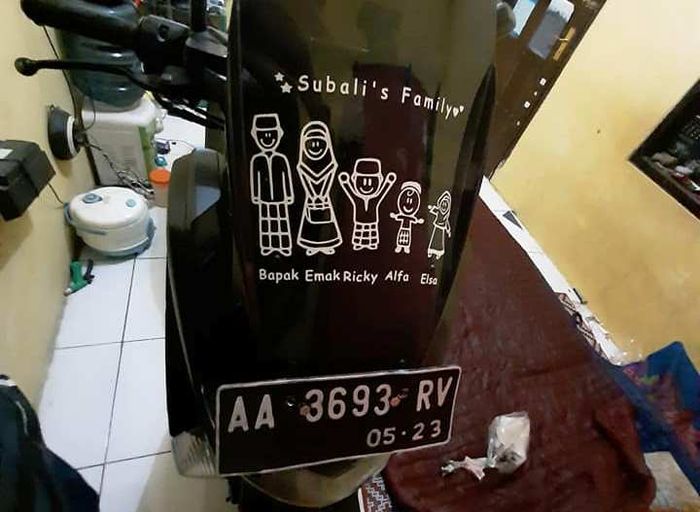 Subali's Family
Bapak Emak Ricky Alfa Elsa
AA 3693 RV
05·23